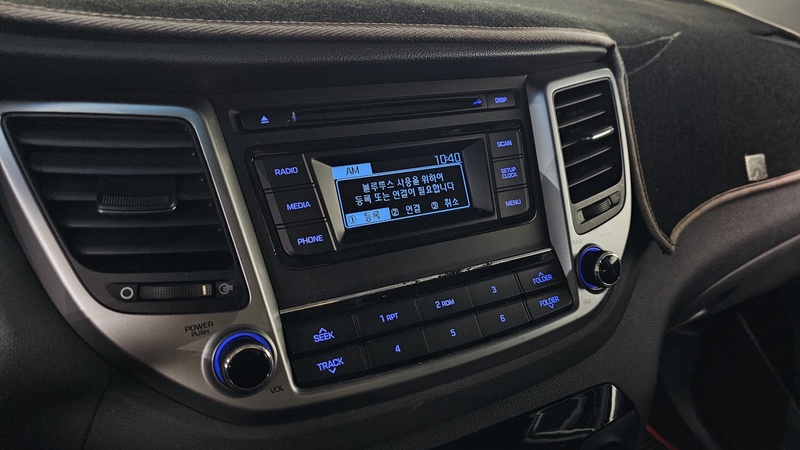 DISP
RADIO
MEDIA
PHONE
AM 10:40
블루투스 사용을 위하여
등록 또는 연결이 필요합니다
① 등록 ② 연결 ③ 취소
SCAN
SETUP
CLOCK
MENU
SEEK
TRACK
1 RPT
2 RDM
3
4
5
6
FOLDER
FOLDER
POWER
PUSH
VOL